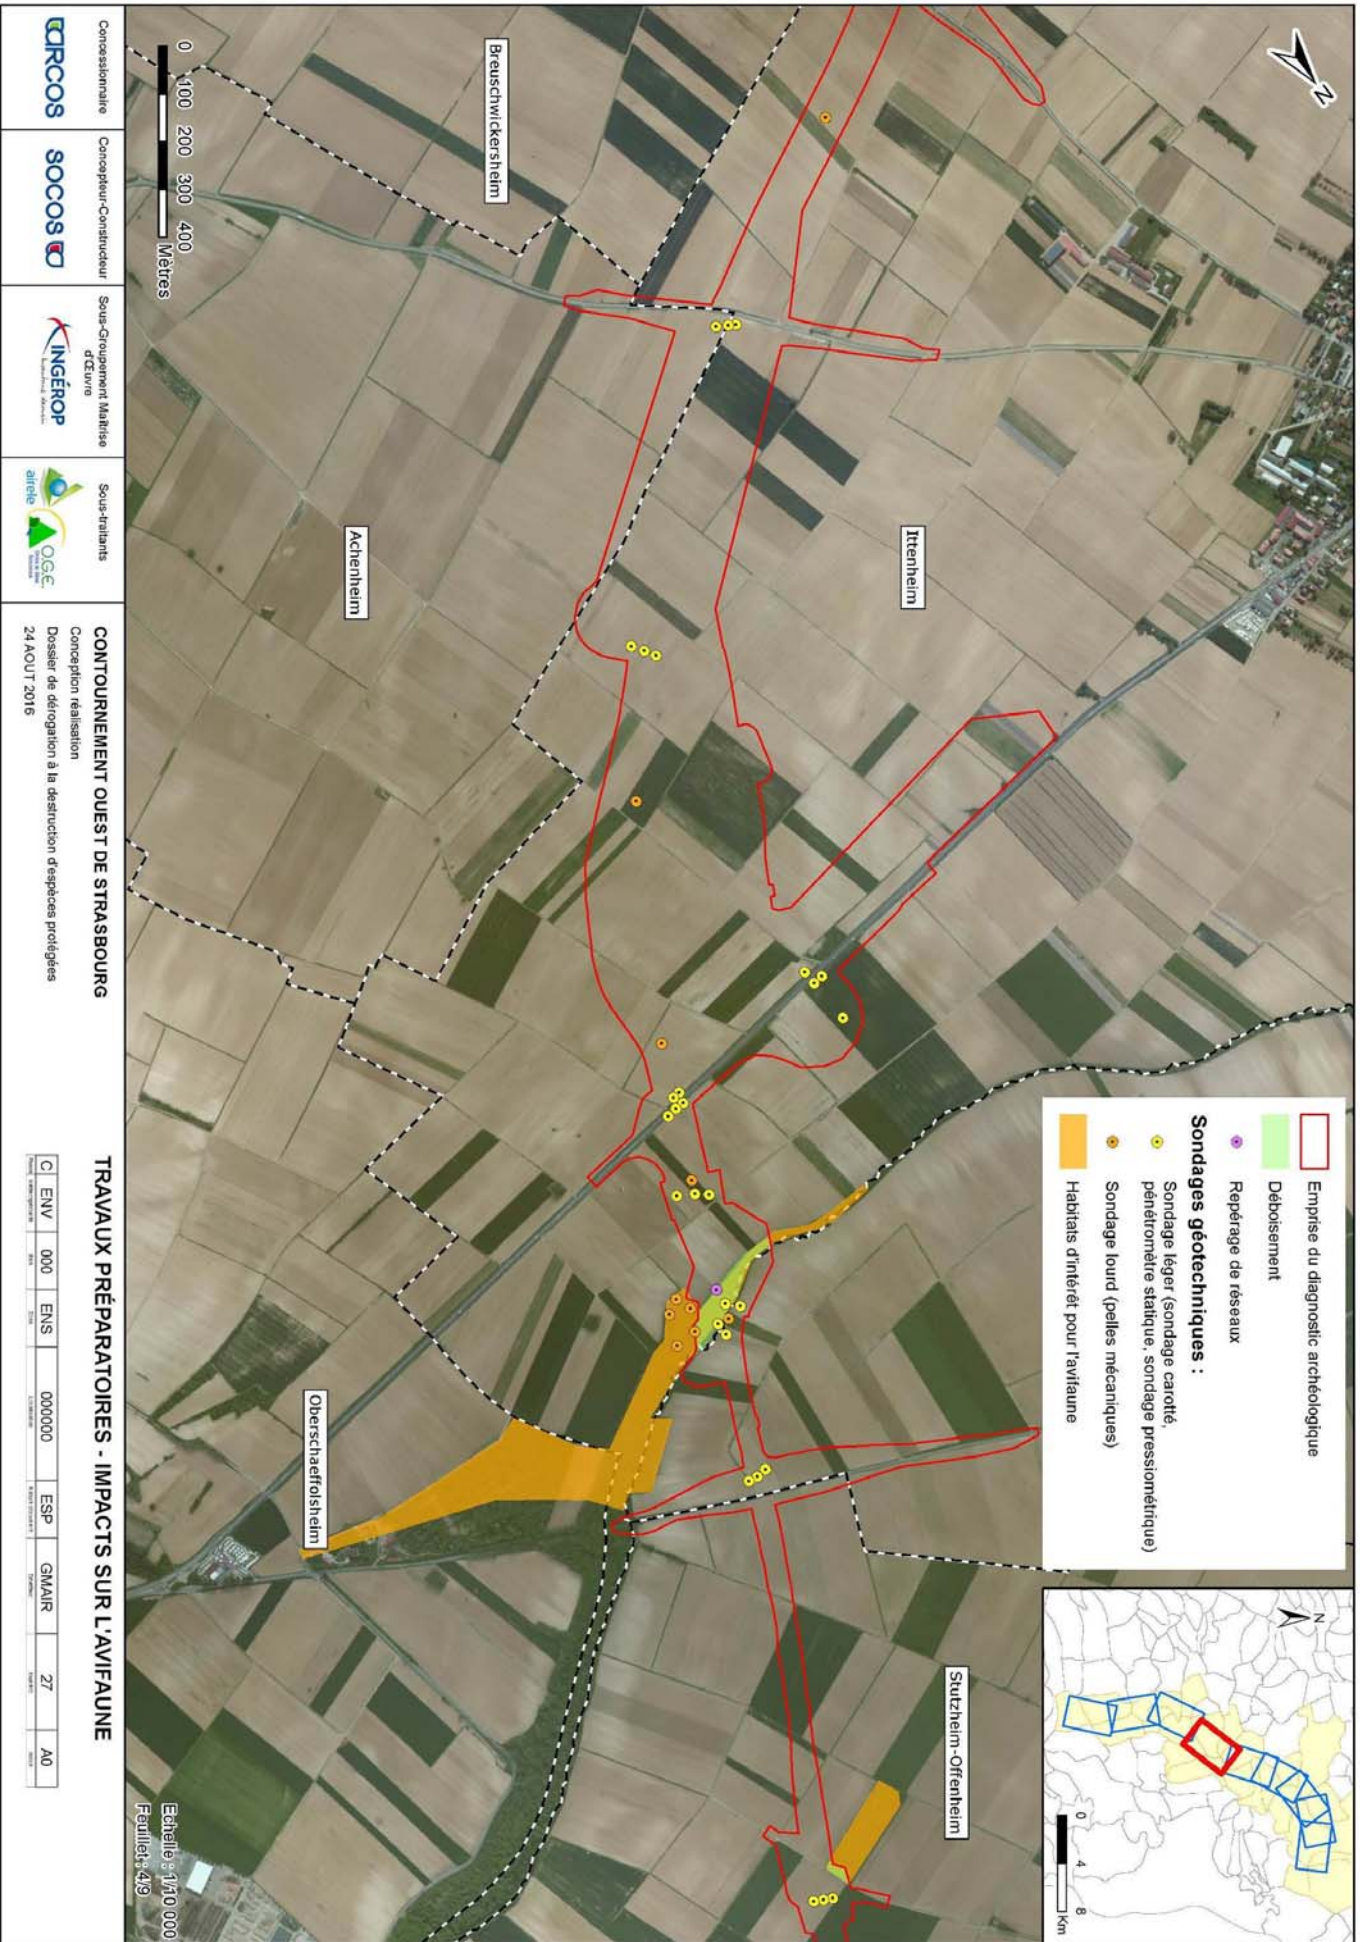 N
Breuschwickersheim
Ittenheim
Achenheim
Oberschaeffolsheim
Stutzheim-Offenheim
0 100 200 300 400
Mètres
Emprise du diagnostic archéologique
Déboisement
Repérage de réseaux
Sondages géotechniques :
Sondage léger (sondage carotté,
pénétromètre statique, sondage pressiométrique)
Sondage lourd (pelles mécaniques)
Habitats d'intérêt pour l'avifaune
N
0 4 8
Km
Echelle : 1/10 000
Feuillet : 4/9
Concessionnaire
ARCOS
Concepteur-Constructeur
SOCOS
Sous-Groupement Maîtrise
d'Œuvre
INGÉROP
Sous-traitants
airele
O.G.E.
CONTOURNEMENT OUEST DE STRASBOURG
Conception réalisation
Dossier de dérogation à la destruction d'espèces protégées
24 AOUT 2016
TRAVAUX PRÉPARATOIRES - IMPACTS SUR L'AVIFAUNE
C ENV 000 ENS 000000 ESP GMAIR 27 A0